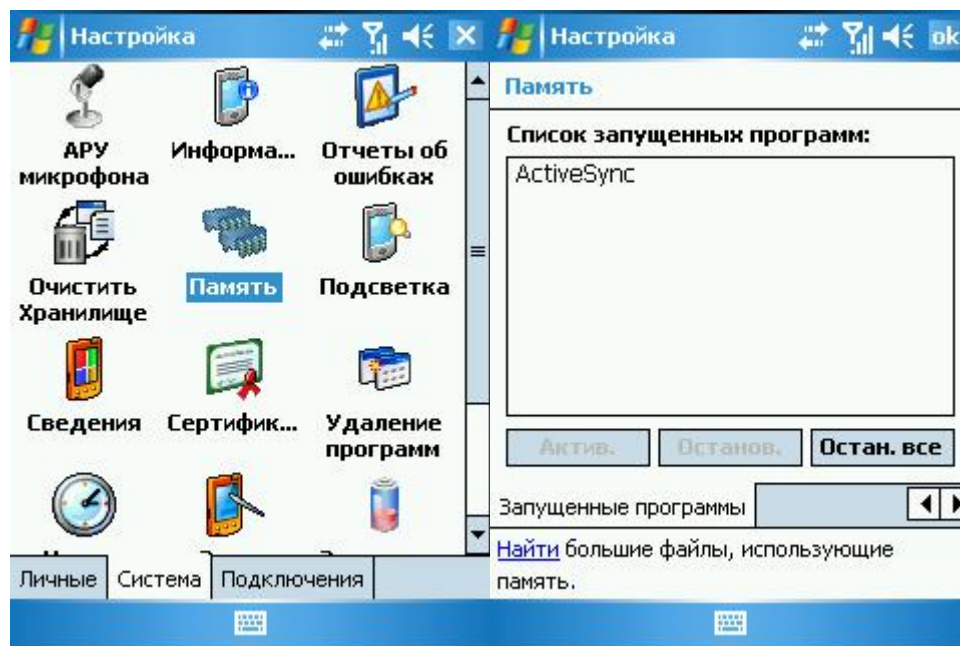 Настройка
АРУ микрофона
Информа...
Отчеты об ошибках
Очистить Хранилище
Память
Подсветка
Сведения
Сертифик...
Удаление программ
Личные
Система
Подключения
Настройка
ok
Память
Список запущенных программ:
ActiveSync
Актив.
Останов.
Остан. все
Запущенные программы
Найти большие файлы, использующие
память.